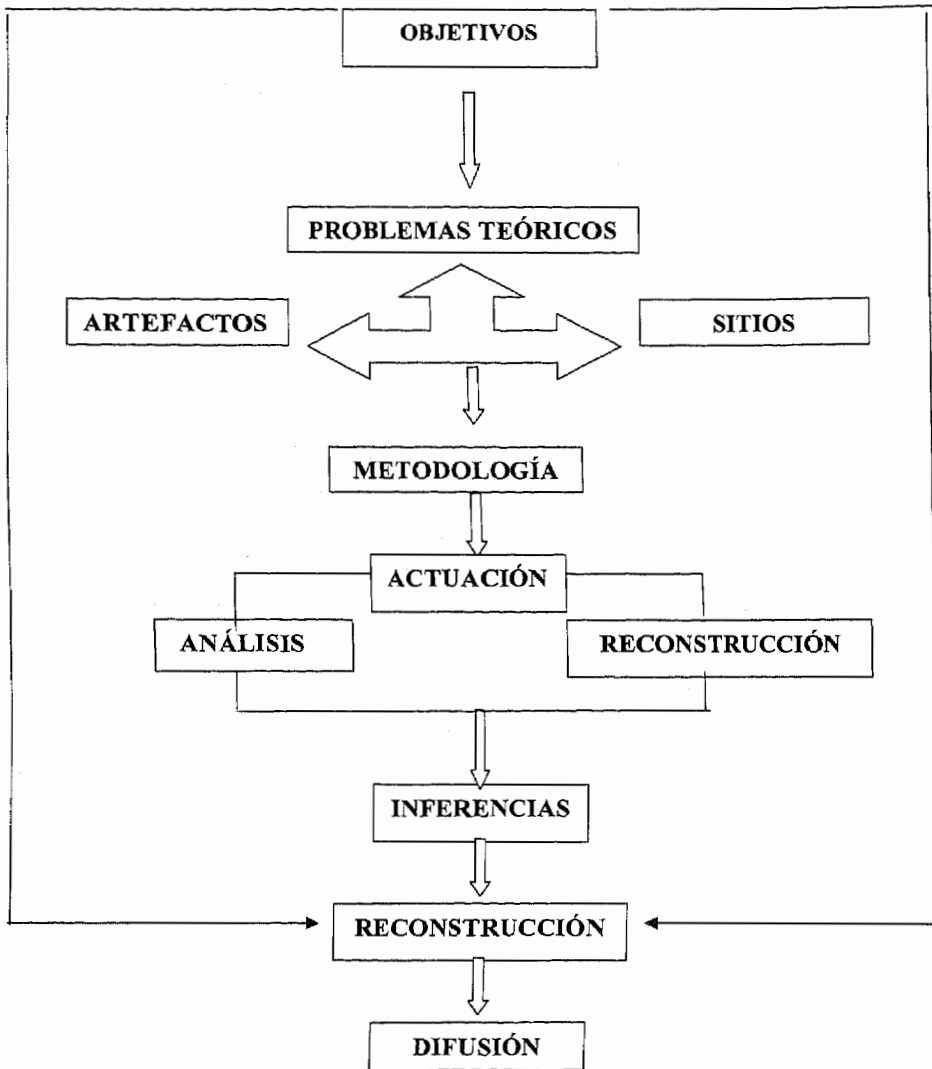 OBJETIVOS
PROBLEMAS TEÓRICOS
ARTEFACTOS
SITIOS
METODOLOGÍA
ACTUACIÓN
ANÁLISIS
RECONSTRUCCIÓN
INFERENCIAS
RECONSTRUCCIÓN
DIFUSIÓN